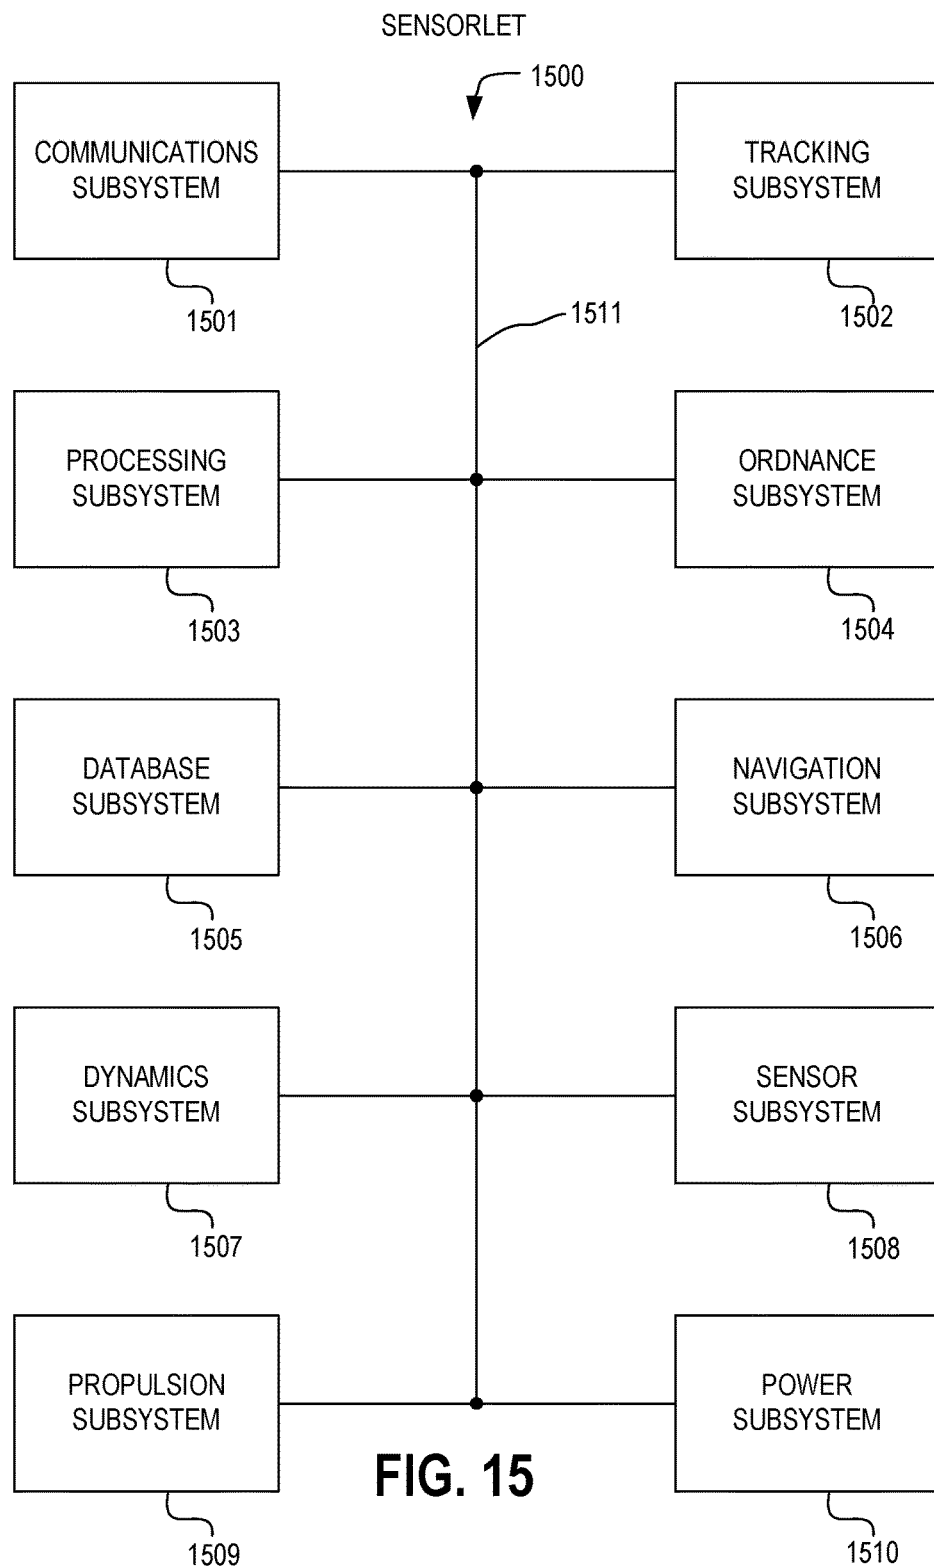 SENSORLET
1500
COMMUNICATIONS
SUBSYSTEM
1501
TRACKING
SUBSYSTEM
1502
1511
PROCESSING
SUBSYSTEM
1503
ORDNANCE
SUBSYSTEM
1504
DATABASE
SUBSYSTEM
1505
NAVIGATION
SUBSYSTEM
1506
DYNAMICS
SUBSYSTEM
1507
SENSOR
SUBSYSTEM
1508
PROPULSION
SUBSYSTEM
1509
POWER
SUBSYSTEM
1510
FIG. 15